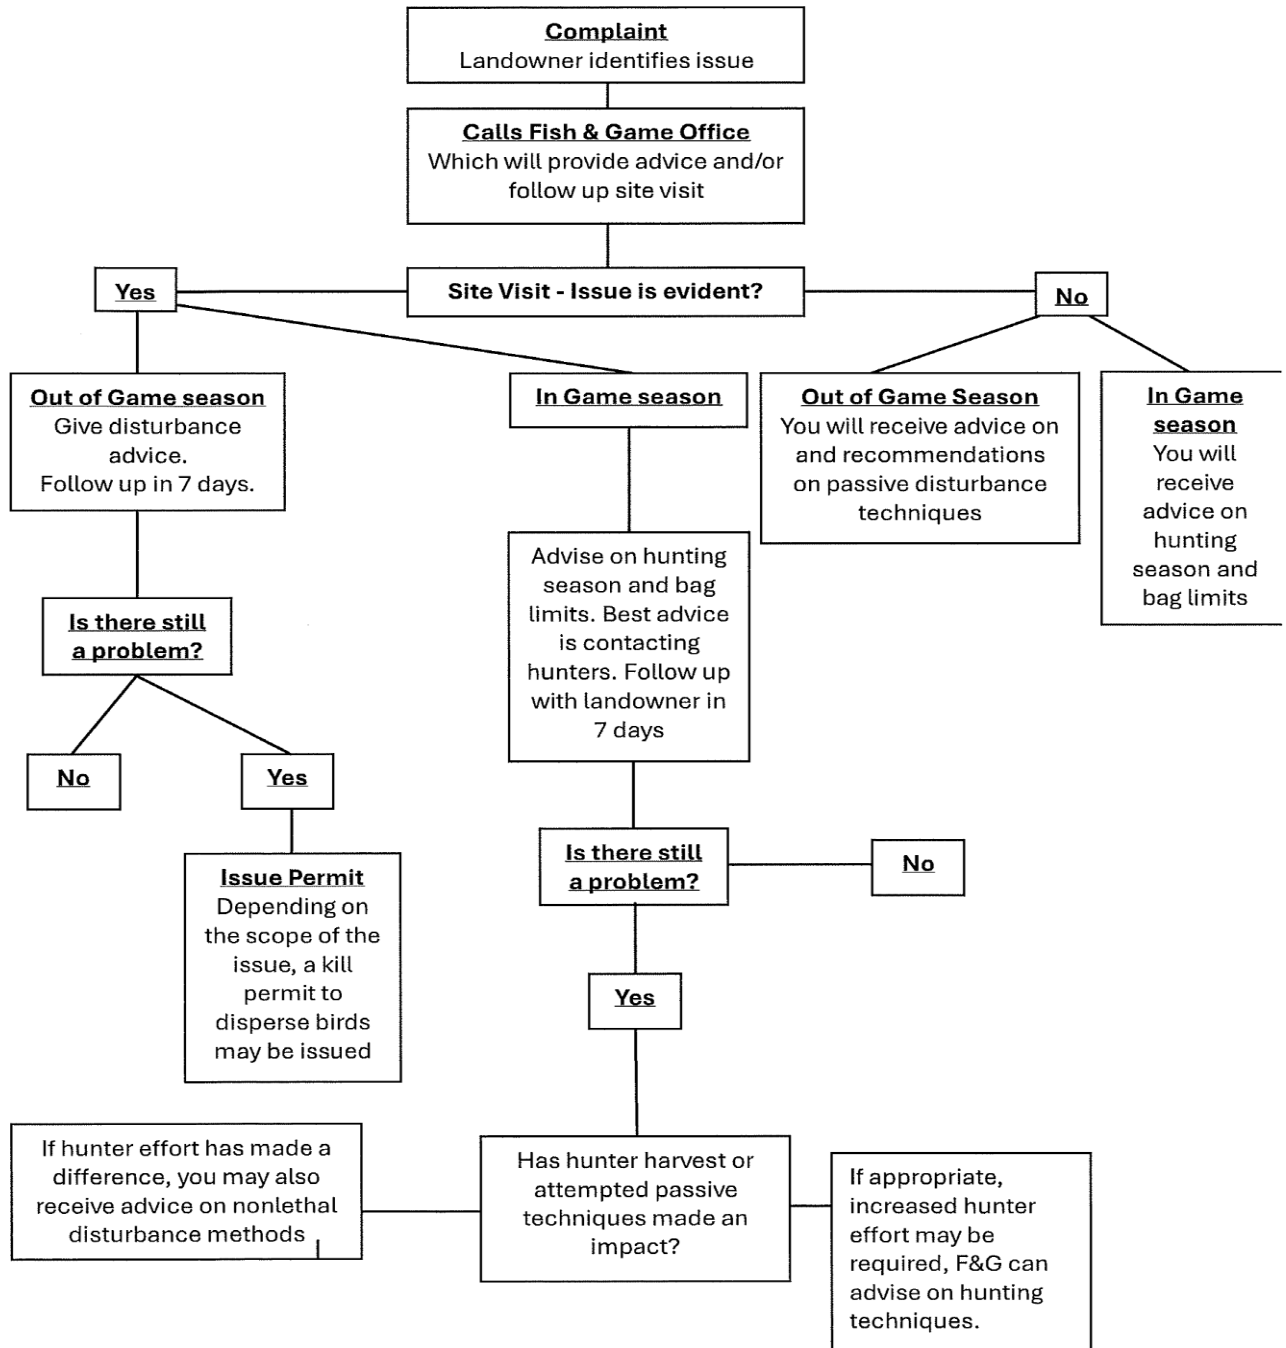 Complaint
Landowner identifies issue
Calls Fish & Game Office
Which will provide advice and/or
follow up site visit
Yes
Site Visit - Issue is evident?
No
Out of Game season
Give disturbance
advice.
Follow up in 7 days.
In Game season
Out of Game Season
You will receive advice on
and recommendations
on passive disturbance
techniques
In Game
season
You will
receive
advice on
hunting
season and
bag limits
Advise on hunting
season and bag
limits. Best advice
is contacting
hunters. Follow up
with landowner in
7 days
Is there still
a problem?
No
Yes
Issue Permit
Depending on
the scope of the
issue, a kill
permit to
disperse birds
may be issued
Is there still
a problem?
No
Yes
If hunter effort has made a
difference, you may also
receive advice on nonlethal
disturbance methods
Has hunter harvest or
attempted passive
techniques made an
impact?
If appropriate,
increased hunter
effort may be
required, F&G can
advise on hunting
techniques.